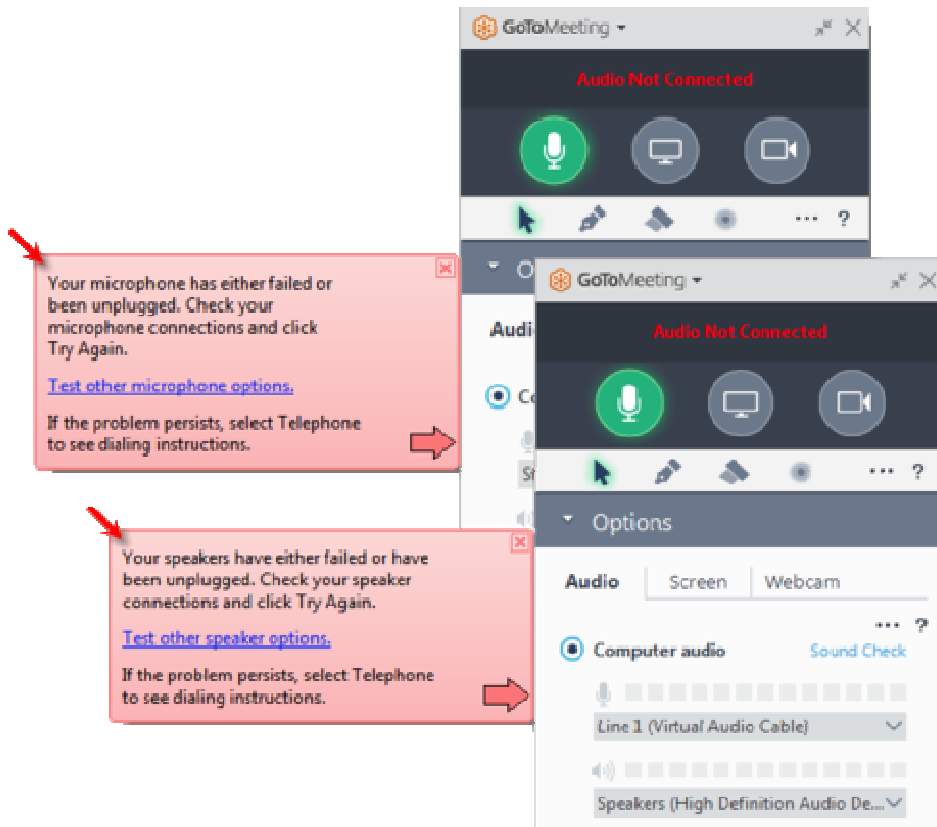 GoToMeeting
Audio Not Connected
?
Your microphone has either failed or
been unplugged. Check your
microphone connections and click
Try Again.
Test other microphone options.
If the problem persists, select Telephone
to see dialing instructions.
GoToMeeting
Audio Not Connected
?
Options
Audio Screen Webcam
?
Computer audio Sound Check
Line 1 (Virtual Audio Cable)
Speakers (High Definition Audio De...
Your speakers have either failed or have
been unplugged. Check your speaker
connections and click Try Again.
Test other speaker options.
If the problem persists, select Telephone
to see dialing instructions.